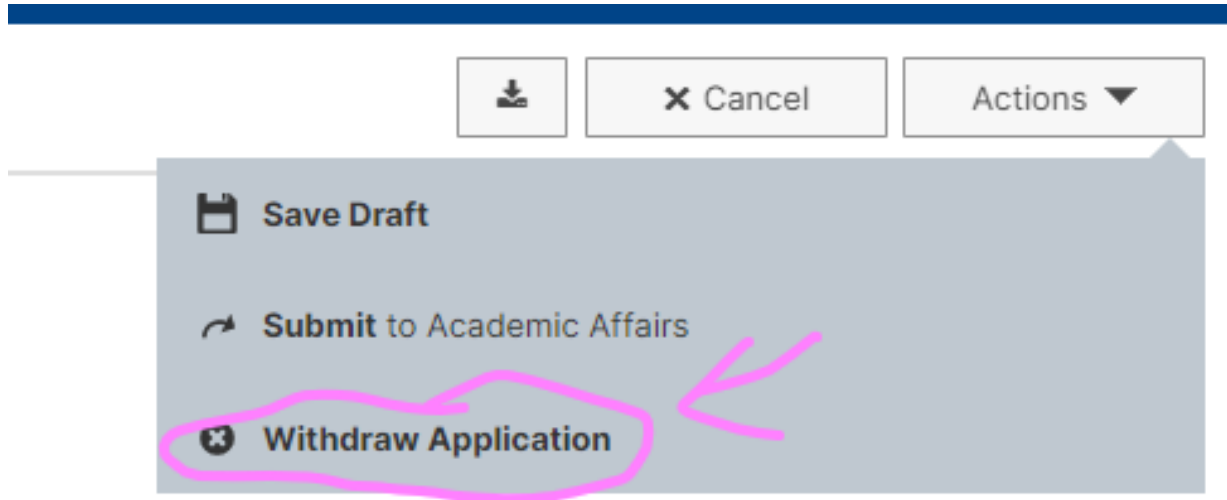 Cancel
Actions
Save Draft
Submit to Academic Affairs
Withdraw Application